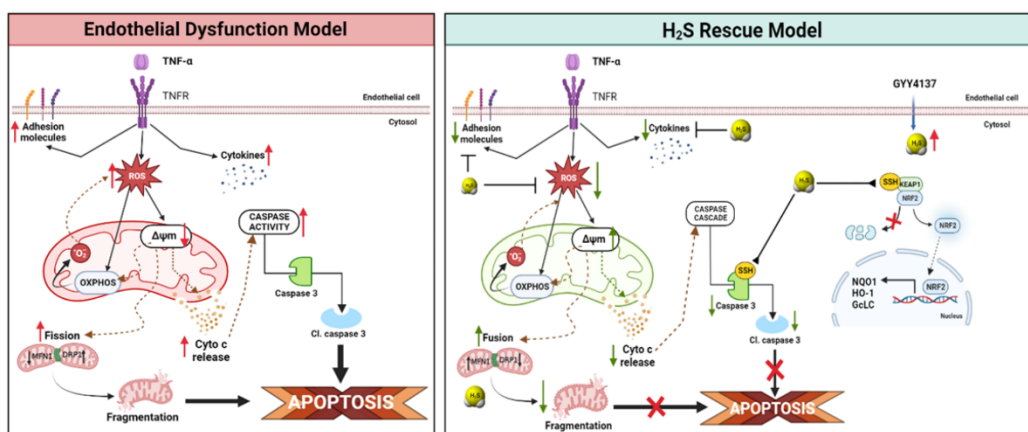 Endothelial Dysfunction Model
TNF-α
TNFR
Endothelial cell
Cytosol
Adhesion
molecules
Cytokines
ROS
Δψm
CASPASE
ACTIVITY
•O₂⁻
OXPHOS
Caspase 3
Cyto c
release
Cl. caspase 3
Fission
MFN1
DRP1
Fragmentation
APOPTOSIS
H₂S Rescue Model
TNF-α
TNFR
GYY4137
Endothelial cell
Cytosol
Adhesion
molecules
Cytokines
H₂S
H₂S
H₂S
ROS
H₂S
SSH
KEAP1
NRF2
CASPASE
CASCADE
NRF2
Δψm
•O₂⁻
OXPHOS
SSH
Caspase 3
NQO1
HO-1
GcLC
NRF2
Nucleus
Cyto c
release
Cl. caspase 3
Fusion
MFN1
DRP1
H₂S
Fragmentation
APOPTOSIS